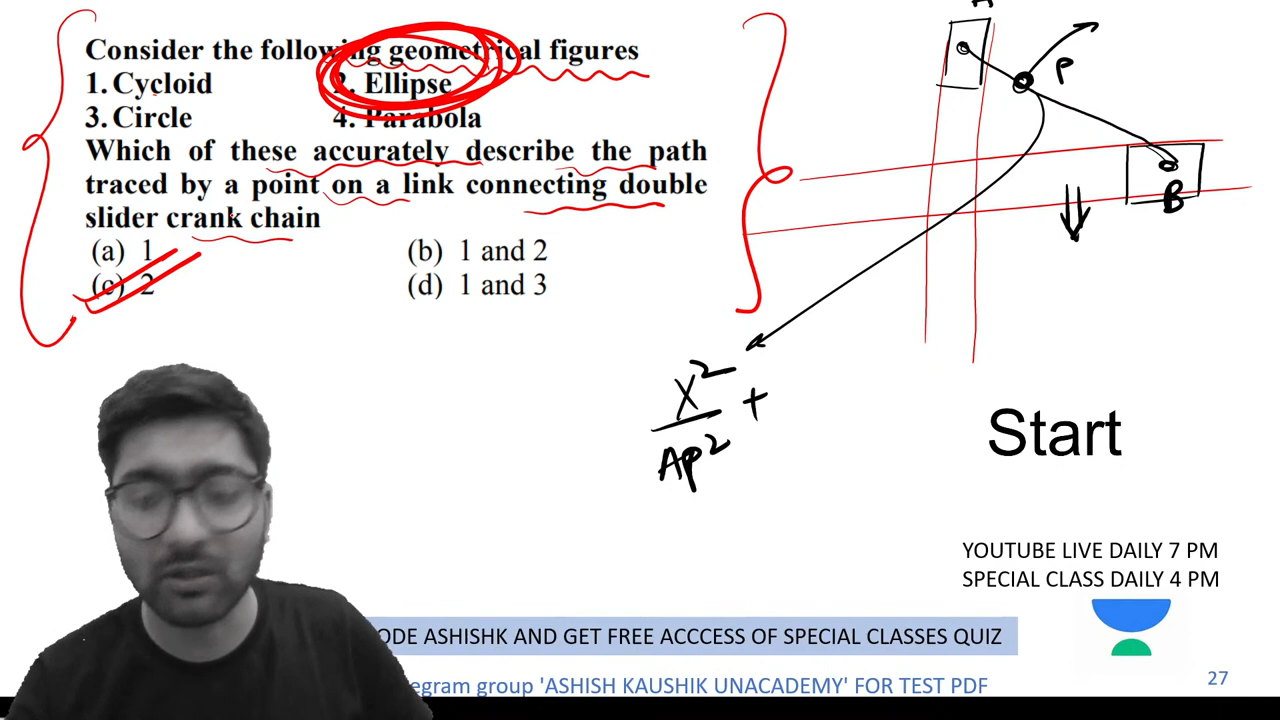 Consider the following geometrical figures
1. Cycloid 2. Ellipse
3. Circle 4. Parabola
Which of these accurately describe the path
traced by a point on a link connecting double
slider crank chain
(a) 1 (b) 1 and 2
(c) 2 (d) 1 and 3
P
B
X² +
AP²
Start
YOUTUBE LIVE DAILY 7 PM
SPECIAL CLASS DAILY 4 PM
ODE ASHISHK AND GET FREE ACCCESS OF SPECIAL CLASSES QUIZ
egram group 'ASHISH KAUSHIK UNACADEMY' FOR TEST PDF
27